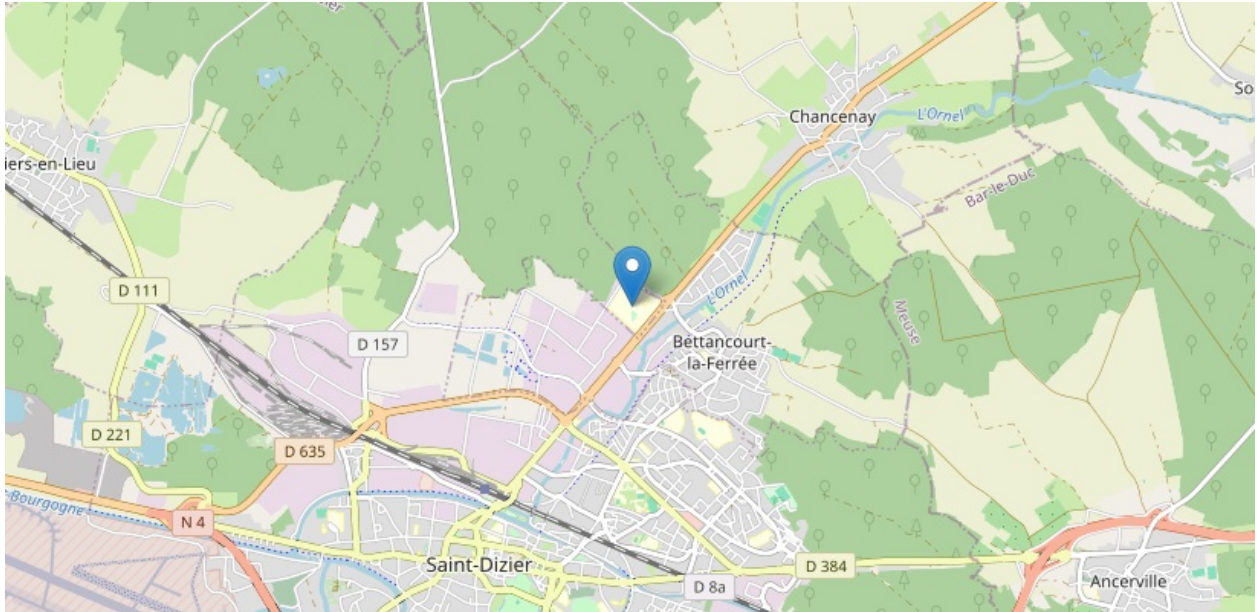 Chancenay
L'Ornel
So
iers-en-Lieu
Bar-le-Duc
D 111
L'Ornel
Meuse
D 157
Bettancourt-
la-Ferrée
D 221
D 635
-Bourgogne
N 4
Saint-Dizier
D 384
D 8a
Ancerville